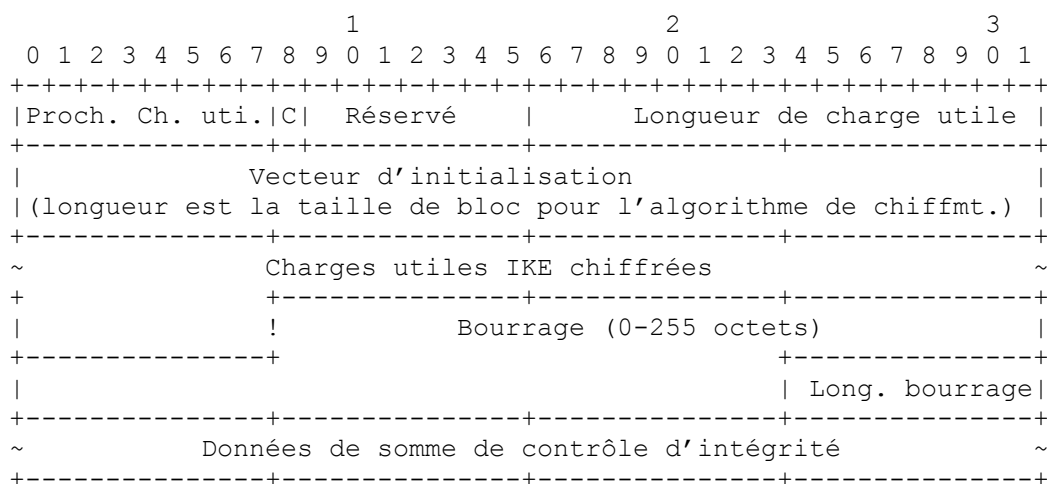 1                   2                   3
 0 1 2 3 4 5 6 7 8 9 0 1 2 3 4 5 6 7 8 9 0 1 2 3 4 5 6 7 8 9 0 1
+-+-+-+-+-+-+-+-+-+-+-+-+-+-+-+-+-+-+-+-+-+-+-+-+-+-+-+-+-+-+-+-+
|Proch. Ch. uti.|C|  Réservé    |      Longueur de charge utile |
+---------------+-+-------------+---------------+---------------+
|              Vecteur d’initialisation                         |
|(longueur est la taille de bloc pour l’algorithme de chiffmt.) |
+---------------+---------------+---------------+---------------+
~               Charges utiles IKE chiffrées                    ~
+               +---------------+---------------+---------------+
|               !           Bourrage (0-255 octets)             |
+---------------+                               +---------------+
|                                               | Long. bourrage|
+---------------+---------------+---------------+---------------+
~           Données de somme de contrôle d’intégrité            ~
+---------------+---------------+---------------+---------------+